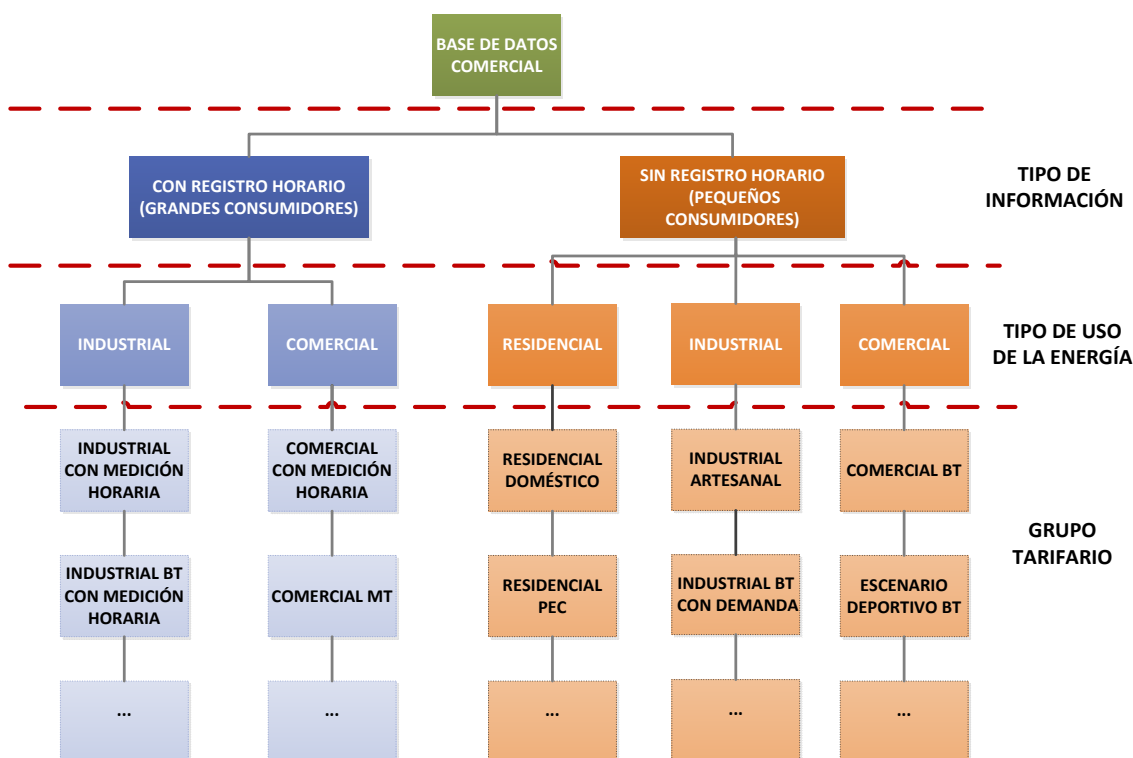 BASE DE DATOS
COMERCIAL
CON REGISTRO HORARIO
(GRANDES CONSUMIDORES)
SIN REGISTRO HORARIO
(PEQUEÑOS
CONSUMIDORES)
TIPO DE
INFORMACIÓN
INDUSTRIAL
COMERCIAL
RESIDENCIAL
INDUSTRIAL
COMERCIAL
TIPO DE USO
DE LA ENERGÍA
INDUSTRIAL
CON MEDICIÓN
HORARIA
COMERCIAL
CON MEDICIÓN
HORARIA
RESIDENCIAL
DOMÉSTICO
INDUSTRIAL
ARTESANAL
COMERCIAL BT
GRUPO
TARIFARIO
INDUSTRIAL BT
CON MEDICIÓN
HORARIA
COMERCIAL MT
RESIDENCIAL
PEC
INDUSTRIAL BT
CON DEMANDA
ESCENARIO
DEPORTIVO BT
...
...
...
...
...